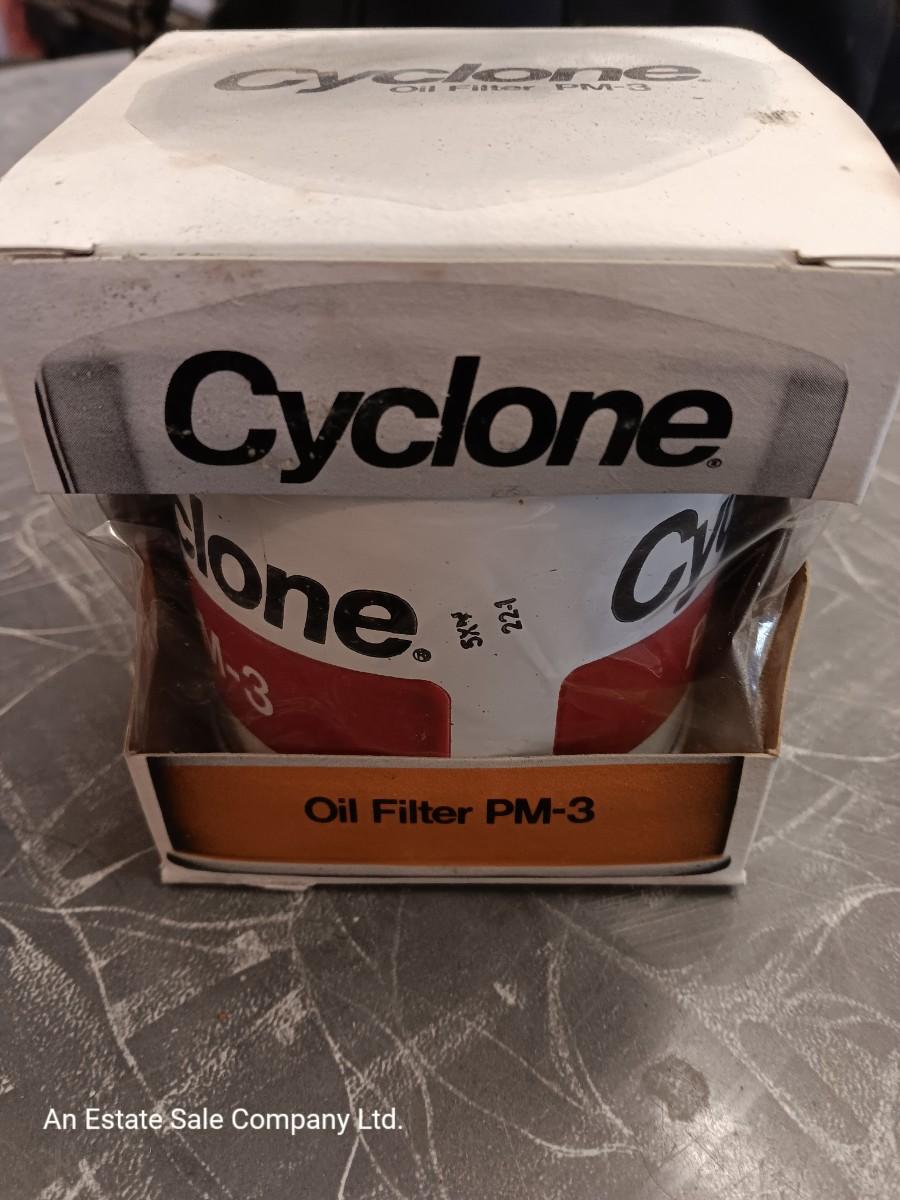 Cyclone
Oil Filter PM-3
Cyclone®
clone®
Cy
5XW
22-1
-3
Oil Filter PM-3
An Estate Sale Company Ltd.